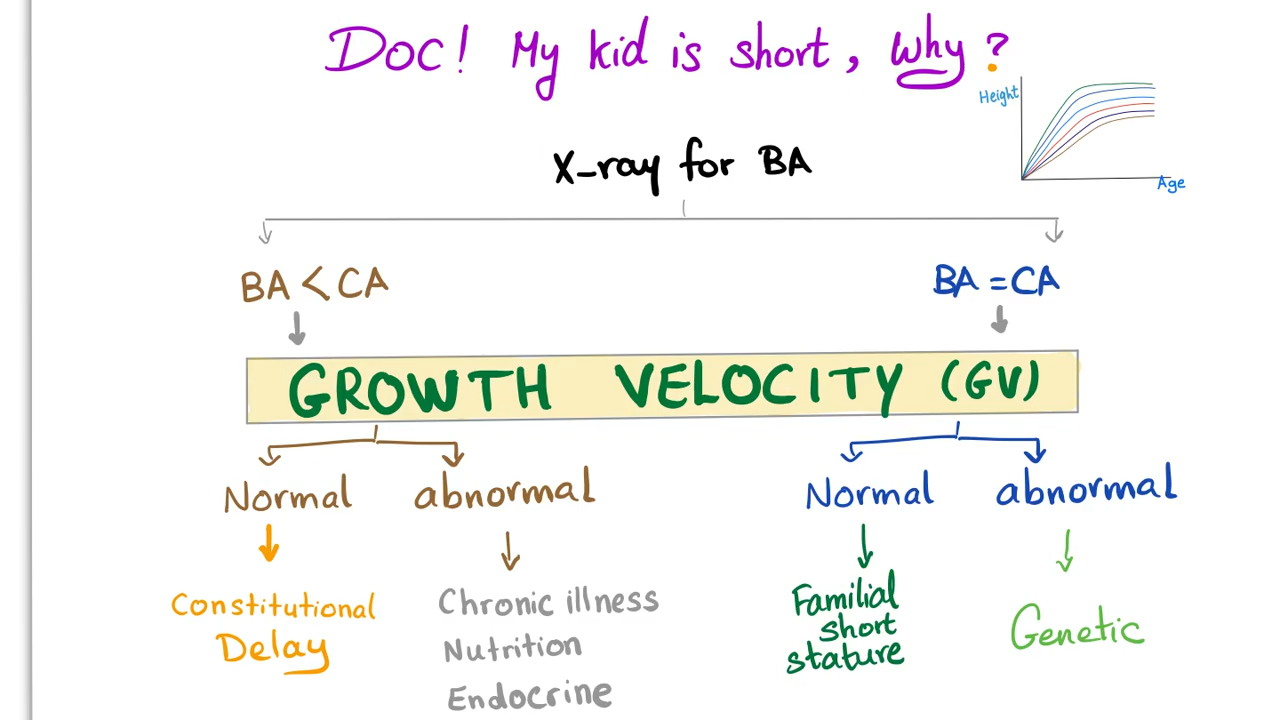 Doc! My kid is short, why?
Height
Age
X-ray for BA
BA < CA
BA = CA
GROWTH VELOCITY (GV)
Normal
abnormal
Normal
abnormal
Constitutional
Delay
Chronic illness
Nutrition
Endocrine
Familial
short
stature
Genetic